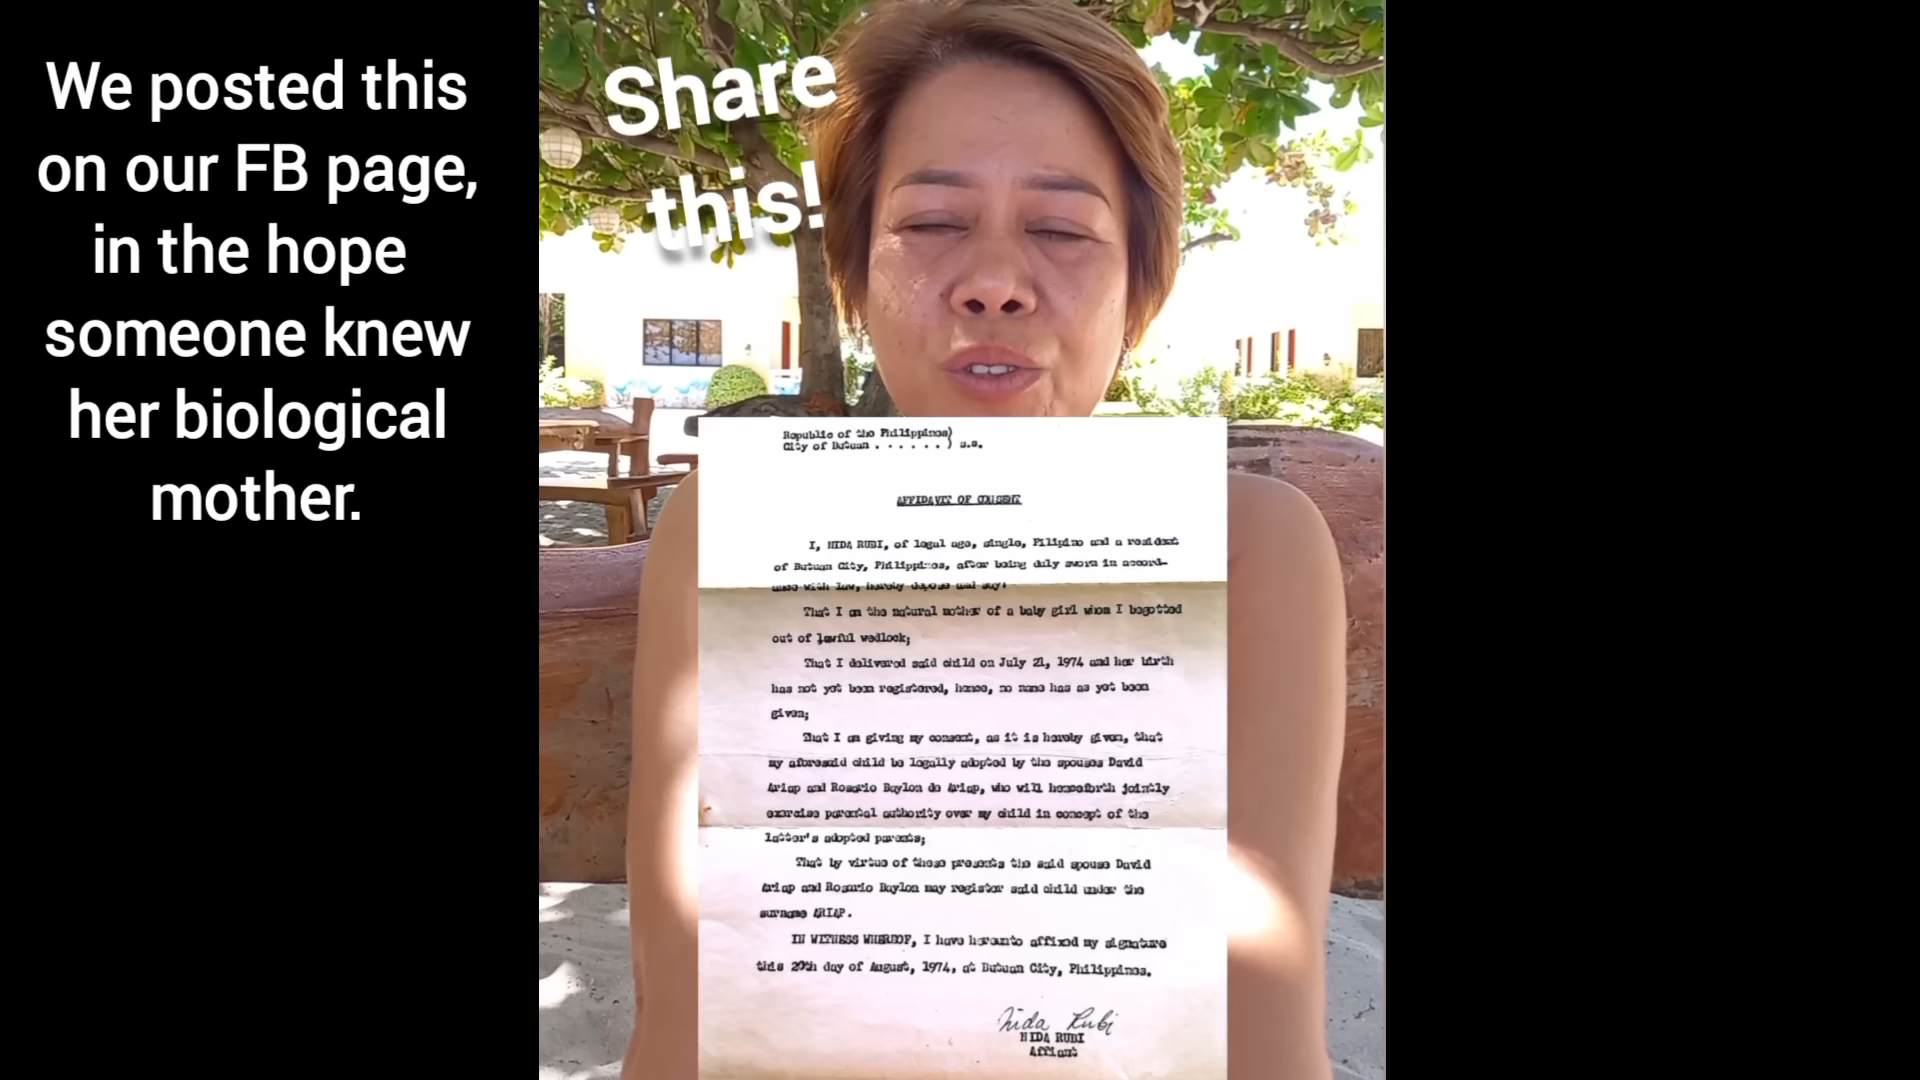 We posted this
on our FB page,
in the hope
someone knew
her biological
mother.
Share
this!
Republic of the Philippines)
City of Butuan . . . . . . ) s.s.
AFFIDAVIT OF CONSENT
I, NIDA RUBI, of legal age, single, Filipino and a resident
of Butuan City, Philippines, after being duly sworn in accord-
ance with law, hereby depose and say:
That I am the natural mother of a baby girl whom I begotted
out of lawful wedlock;
That I delivered said child on July 21, 1974 and her birth
has not yet been registered, hence, no name has as yet been
given;
That I am giving my consent, as it is hereby given, that
my aforesaid child be legally adopted by the spouses David
Ariap and Rosario Baylon de Ariap, who will henceforth jointly
exercise parental authority over my child in concept of the
latter's adopted parents;
That by virtue of these presents the said spouse David
Ariap and Rosario Baylon may register said child under the
surname ARIAP.
IN WITNESS WHEREOF, I have hereunto affixed my signature
this 20th day of August, 1974, at Butuan City, Philippines.
Nida Rubi
NIDA RUBI
Affiant